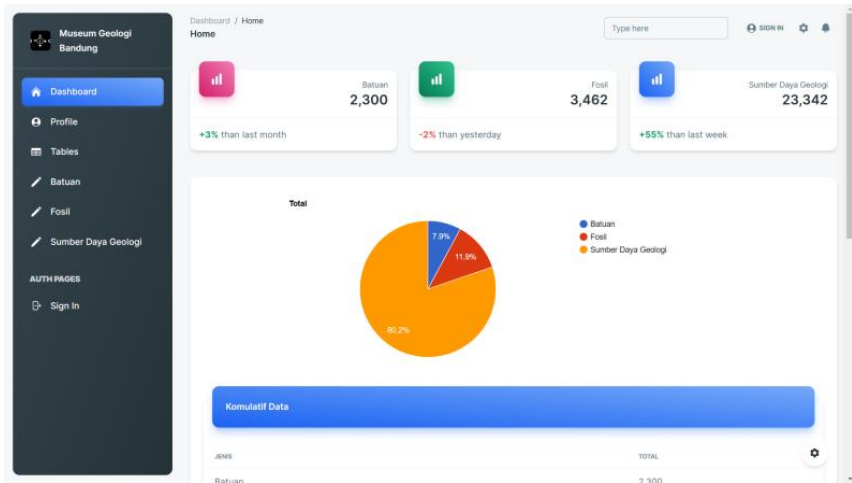 Museum Geologi
Bandung
Dashboard
Profile
Tables
Batuan
Fosil
Sumber Daya Geologi
AUTH PAGES
Sign In
Dashboard / Home
Home
Type here
SIGN IN
Batuan
2,300
+3% than last month
Fosil
3,462
-2% than yesterday
Sumber Daya Geologi
23,342
+55% than last week
Total
7.9%
11.9%
80.2%
Batuan
Fosil
Sumber Daya Geologi
Komulatif Data
JENIS TOTAL
Batuan 2,300